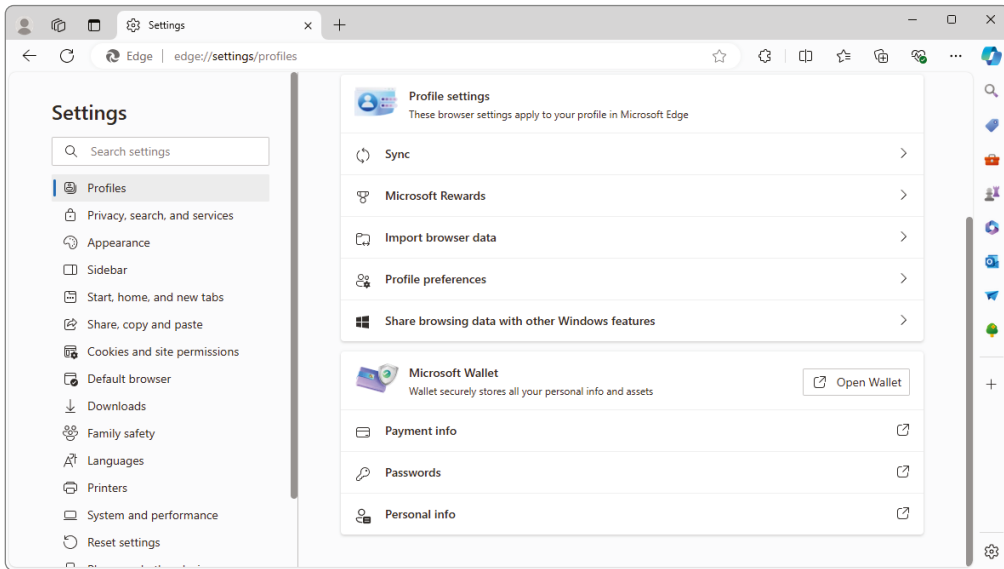 Settings
Edge
edge://settings/profiles
Settings
Search settings
Profiles
Privacy, search, and services
Appearance
Sidebar
Start, home, and new tabs
Share, copy and paste
Cookies and site permissions
Default browser
Downloads
Family safety
Languages
Printers
System and performance
Reset settings
Profile settings
These browser settings apply to your profile in Microsoft Edge
Sync
Microsoft Rewards
Import browser data
Profile preferences
Share browsing data with other Windows features
Microsoft Wallet
Wallet securely stores all your personal info and assets
Open Wallet
Payment info
Passwords
Personal info